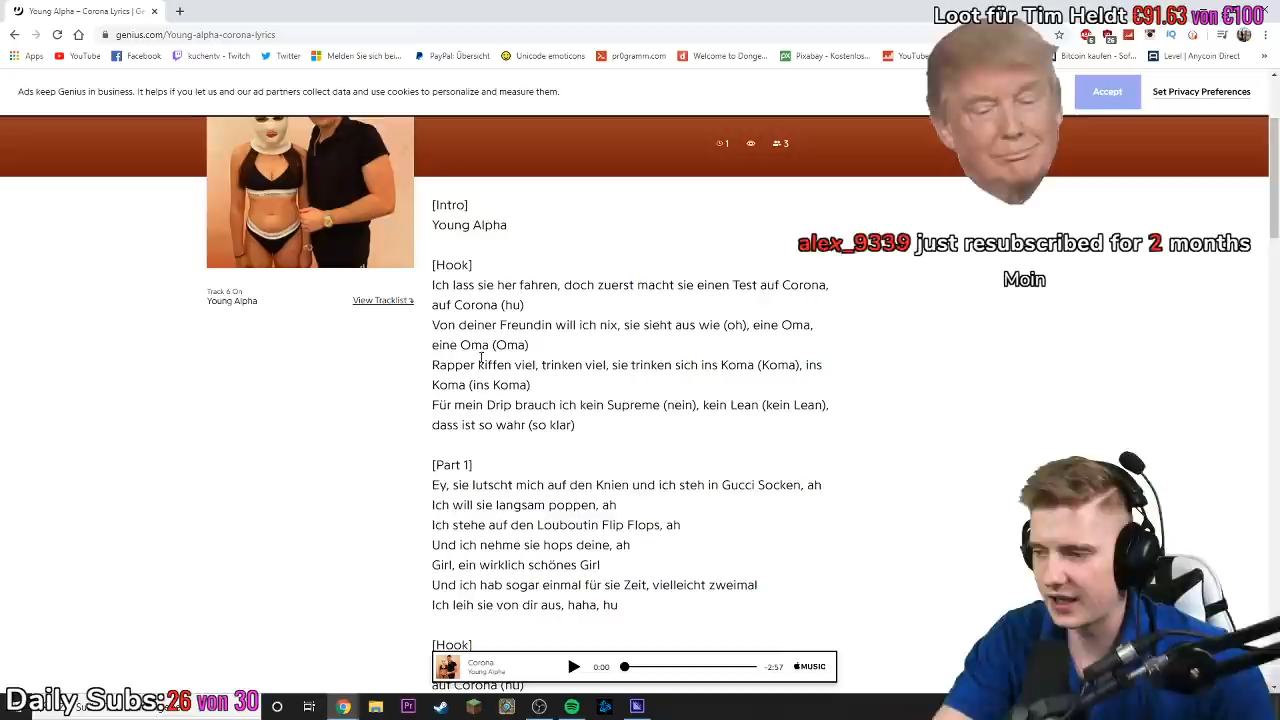 Young Alpha – Corona Lyrics | Ge
Loot für Tim Heldt €91.63 von €100
genius.com/Young-alpha-corona-lyrics
Apps YouTube Facebook kuchentv - Twitch Twitter Melden Sie sich bei... PayPal: Übersicht Unicode emoticons pr0gramm.com Welcome to Donge... Pixabay - Kostenlos... YouTu Bitcoin kaufen - Sof... Level | Anycoin Direct
Ads keep Genius in business. It helps if you let us and our ad partners collect data and use cookies to personalize and measure them.
Accept
Set Privacy Preferences
1 3
[Intro]
Young Alpha
alex_9339 just resubscribed for 2 months
Moin
[Hook]
Ich lass sie her fahren, doch zuerst macht sie einen Test auf Corona,
auf Corona (hu)
Von deiner Freundin will ich nix, sie sieht aus wie (oh), eine Oma,
eine Oma (Oma)
Rapper kiffen viel, trinken viel, sie trinken sich ins Koma (Koma), ins
Koma (ins Koma)
Für mein Drip brauch ich kein Supreme (nein), kein Lean (kein Lean),
dass ist so wahr (so klar)
Track 6 On
Young Alpha
View Tracklist
[Part 1]
Ey, sie lutscht mich auf den Knien und ich steh in Gucci Socken, ah
Ich will sie langsam poppen, ah
Ich stehe auf den Louboutin Flip Flops, ah
Und ich nehme sie hops deine, ah
Girl, ein wirklich schönes Girl
Und ich hab sogar einmal für sie Zeit, vielleicht zweimal
Ich leih sie von dir aus, haha, hu
[Hook]
Corona
Young Alpha
0:00
-2:57
MUSIC
auf Corona (hu)
Daily Subs: 26 von 30